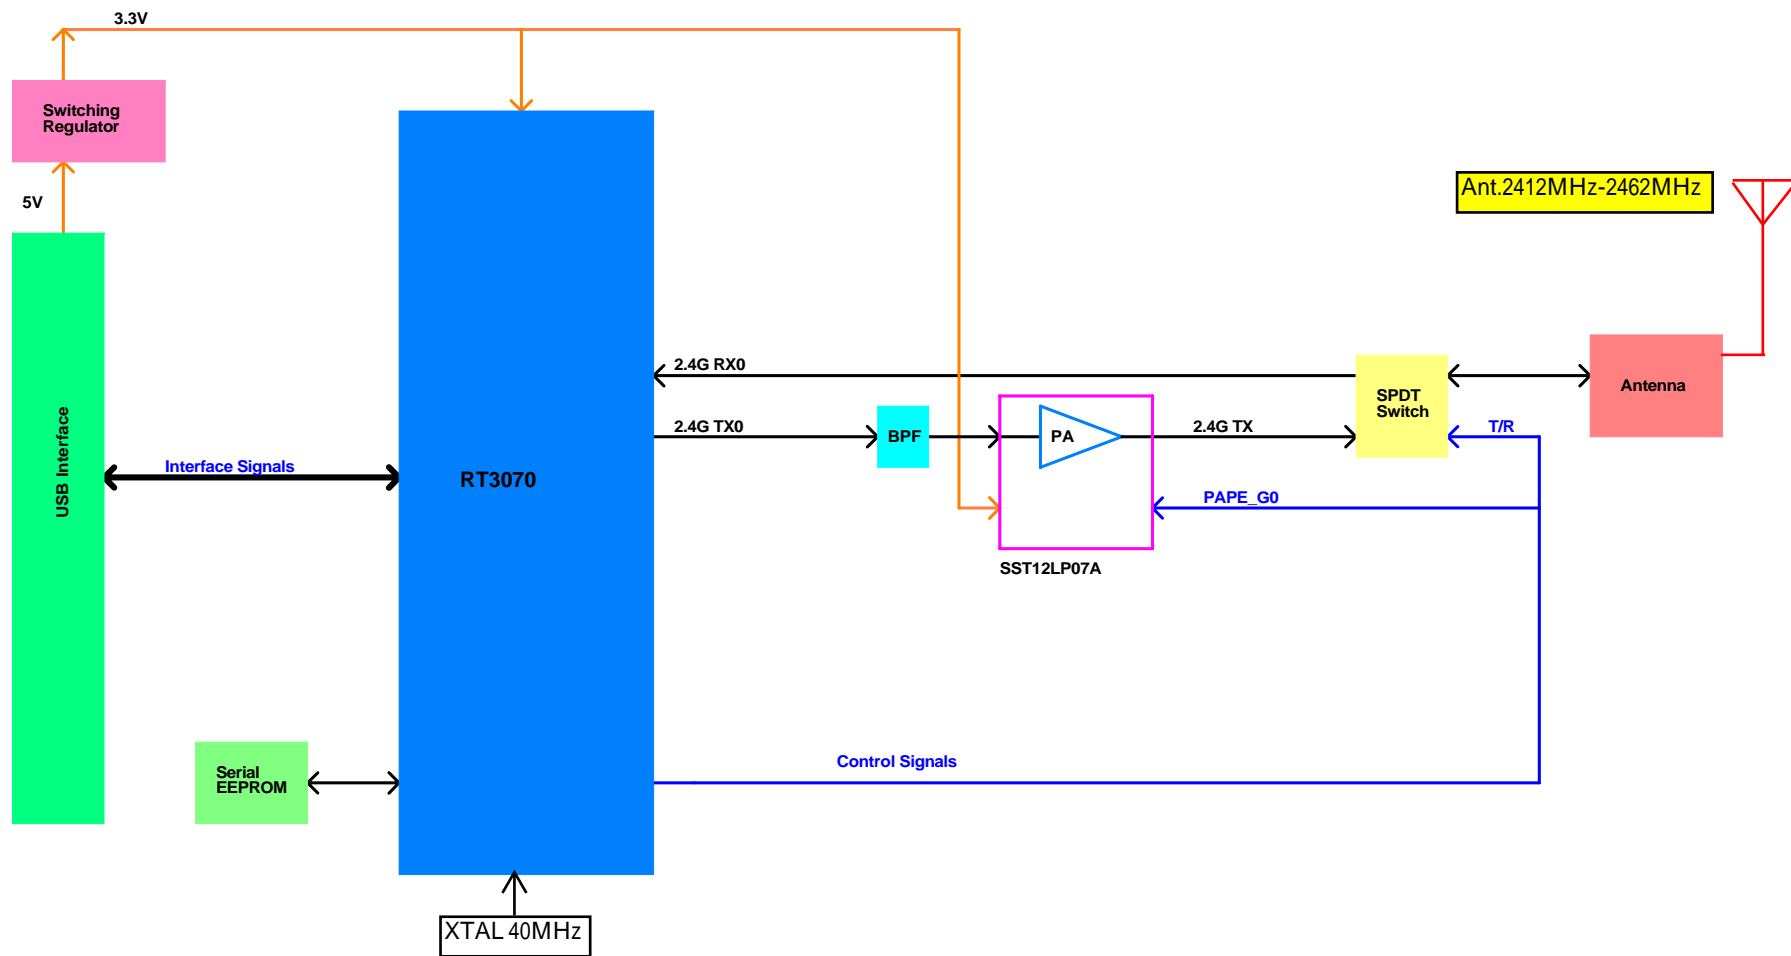 3.3V
Switching
Regulator
5V
Ant.2412MHz-2462MHz
2.4G RX0
SPDT
Switch
Antenna
USB Interface
Interface Signals
RT3070
2.4G TX0
BPF
PA
2.4G TX
T/R
PAPE_G0
SST12LP07A
Serial
EEPROM
Control Signals
XTAL 40MHz